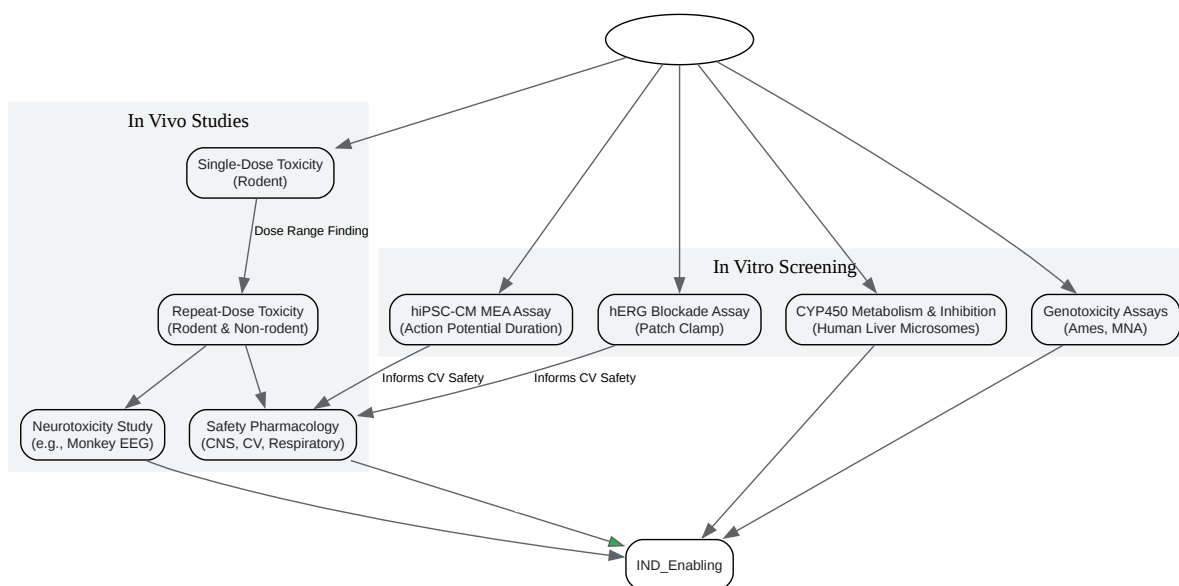 In Vivo Studies
Single-Dose Toxicity
(Rodent)
Dose Range Finding
In Vitro Screening
Repeat-Dose Toxicity
(Rodent & Non-rodent)
hiPSC-CM MEA Assay
(Action Potential Duration)
hERG Blockade Assay
(Patch Clamp)
CYP450 Metabolism & Inhibition
(Human Liver Microsomes)
Genotoxicity Assays
(Ames, MNA)
Informs CV Safety
Informs CV Safety
Neurotoxicity Study
(e.g., Monkey EEG)
Safety Pharmacology
(CNS, CV, Respiratory)
IND_Enabling